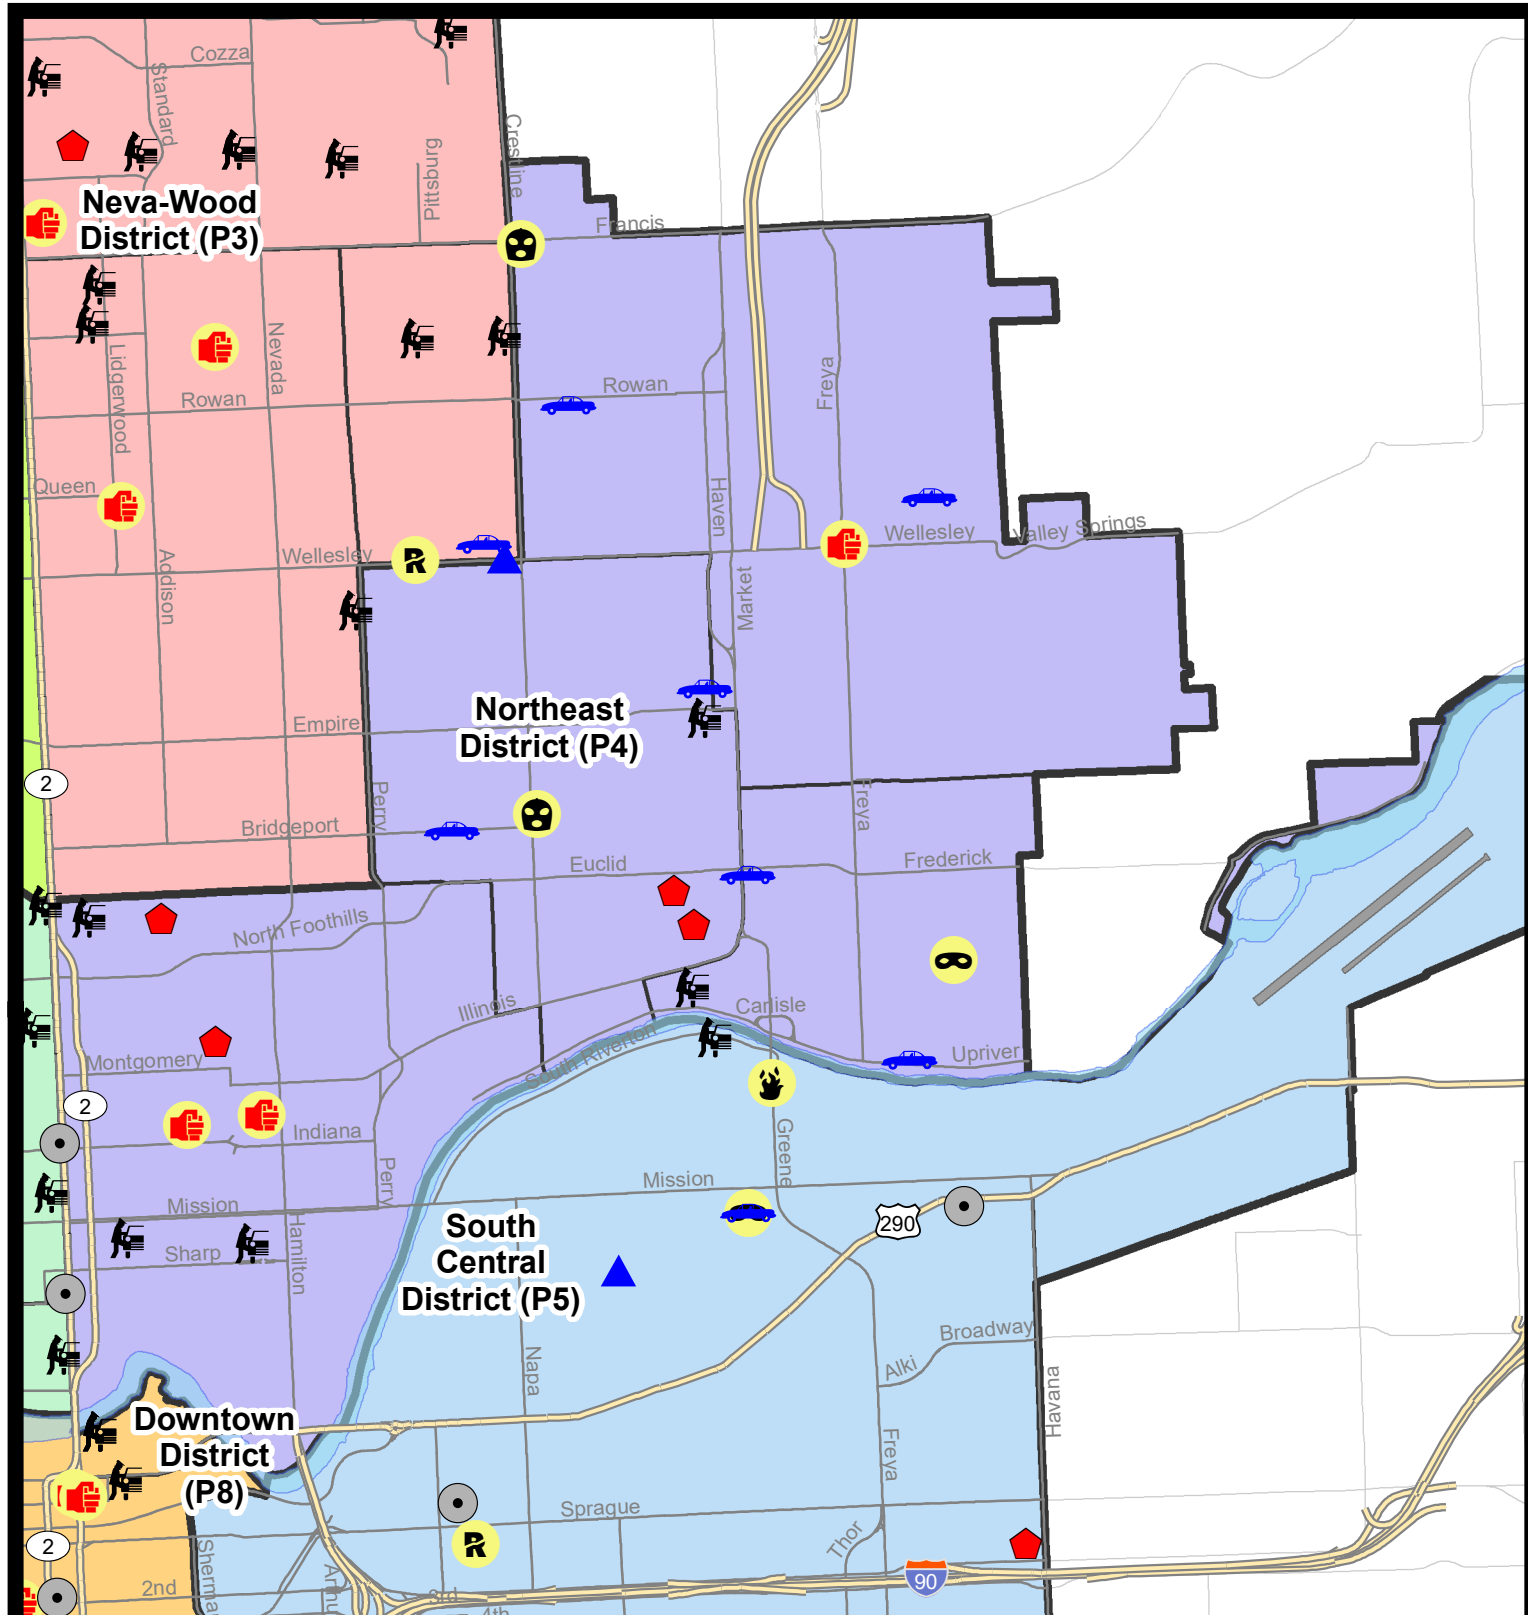 Cozza
Standard
Pittsburg
Crestline
Neva-Wood
District (P3)
Francis
Nevada
Lidgerwood
Rowan
Rowan
Freya
Queen
Haven
Wellesley
Wellesley
Valley Springs
Addison
Market
Northeast
District (P4)
Empire
2
Perry
Freya
Bridgeport
Euclid
Frederick
North Foothills
Illinois
Carlisle
South Riverton
Upriver
Montgomery
2
Indiana
Greene
Perry
Mission
Mission
290
South
Central
District (P5)
Hamilton
Sharp
Broadway
Napa
Alki
Havana
Downtown
District
(P8)
Freya
Sprague
Thor
2
Sherma
Arthu
90
2nd
3rd
4th